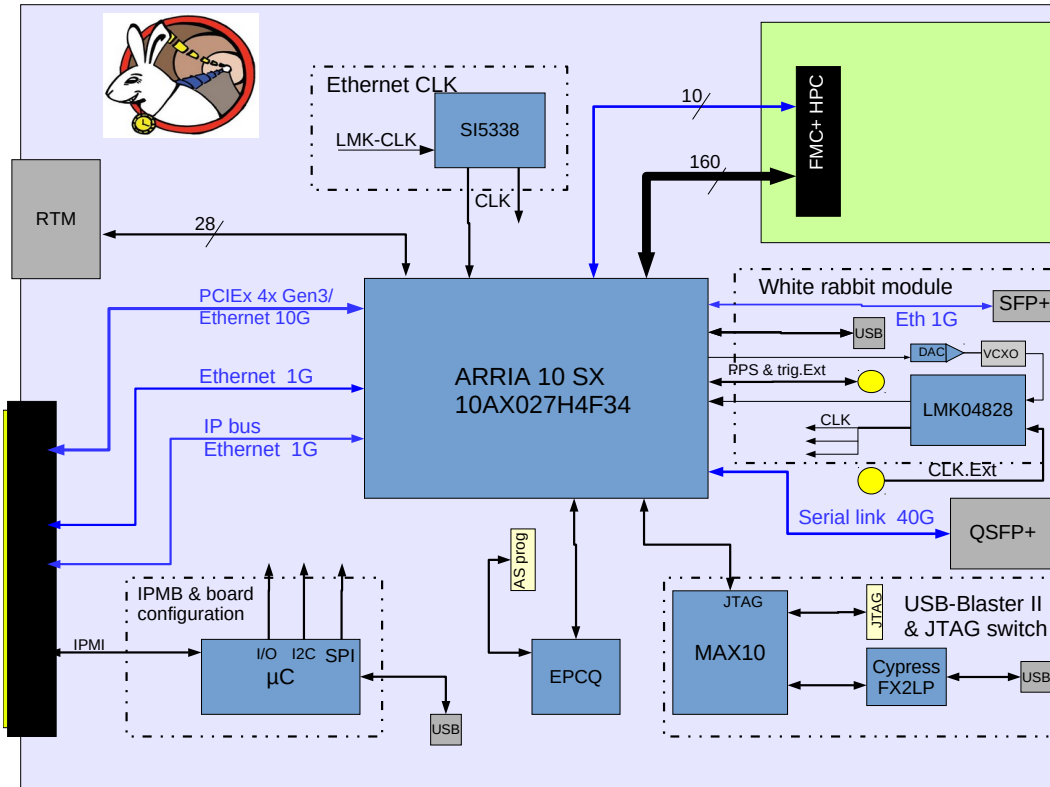 Ethernet CLK
SI5338
LMK-CLK
CLK
10
160
FMC+ HPC
RTM
28
PCIEx 4x Gen3/
Ethernet 10G
Ethernet 1G
IP bus
Ethernet 1G
ARRIA 10 SX
10AX027H4F34
White rabbit module
SFP+
Eth 1G
USB
DAC
VCXO
PPS & trig.Ext
LMK04828
CLK
CLK.Ext
Serial link 40G
QSFP+
IPMB & board
configuration
IPMI
I/O
I2C
SPI
µC
USB
AS prog
EPCQ
JTAG
MAX10
JTAG
USB-Blaster II
& JTAG switch
Cypress
FX2LP
USB